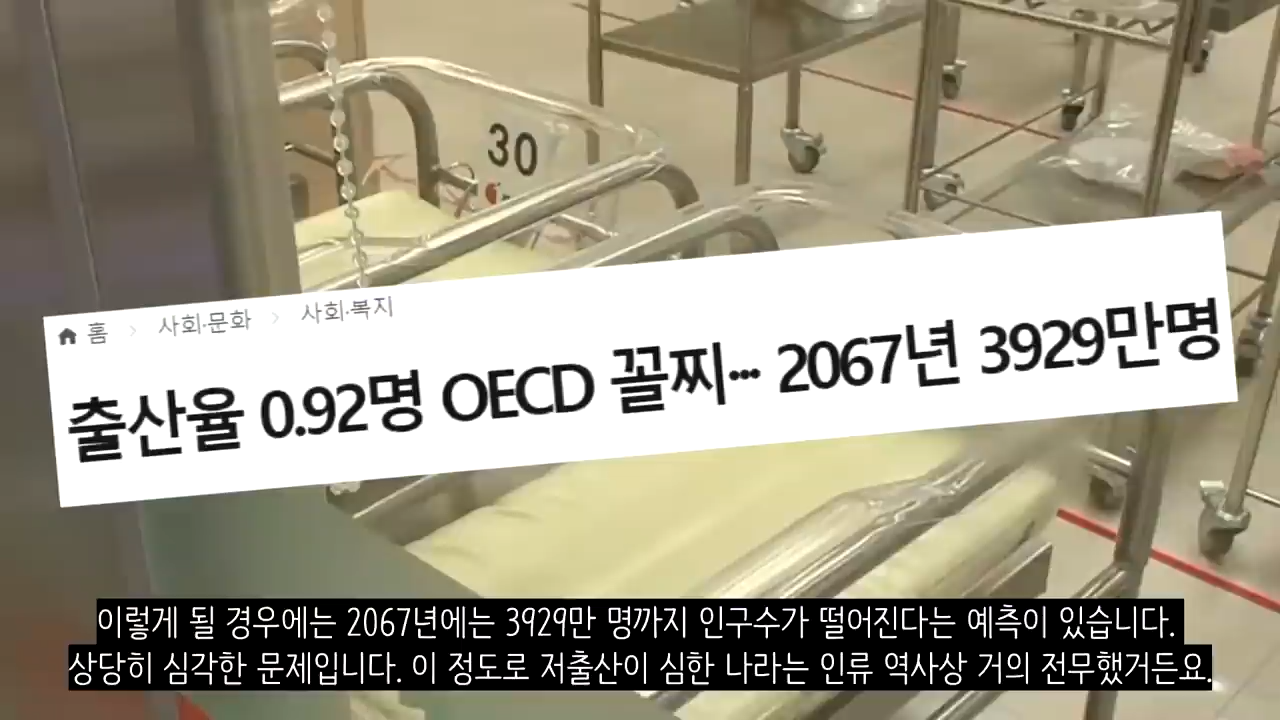 30
홈 > 사회·문화 > 사회·복지
출산율 0.92명 OECD 꼴찌… 2067년 3929만명
이렇게 될 경우에는 2067년에는 3929만 명까지 인구수가 떨어진다는 예측이 있습니다.
상당히 심각한 문제입니다. 이 정도로 저출산이 심한 나라는 인류 역사상 거의 전무했거든요.